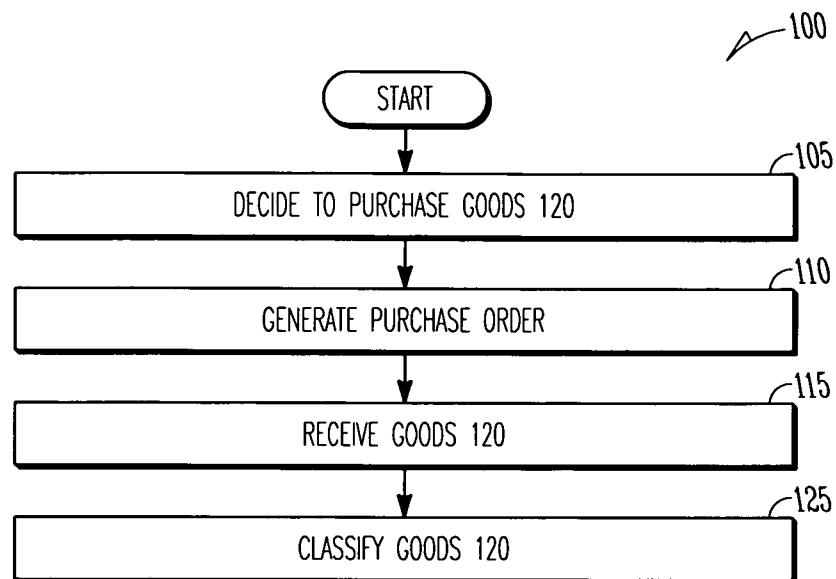 100
START
105
DECIDE TO PURCHASE GOODS 120
110
GENERATE PURCHASE ORDER
115
RECEIVE GOODS 120
125
CLASSIFY GOODS 120